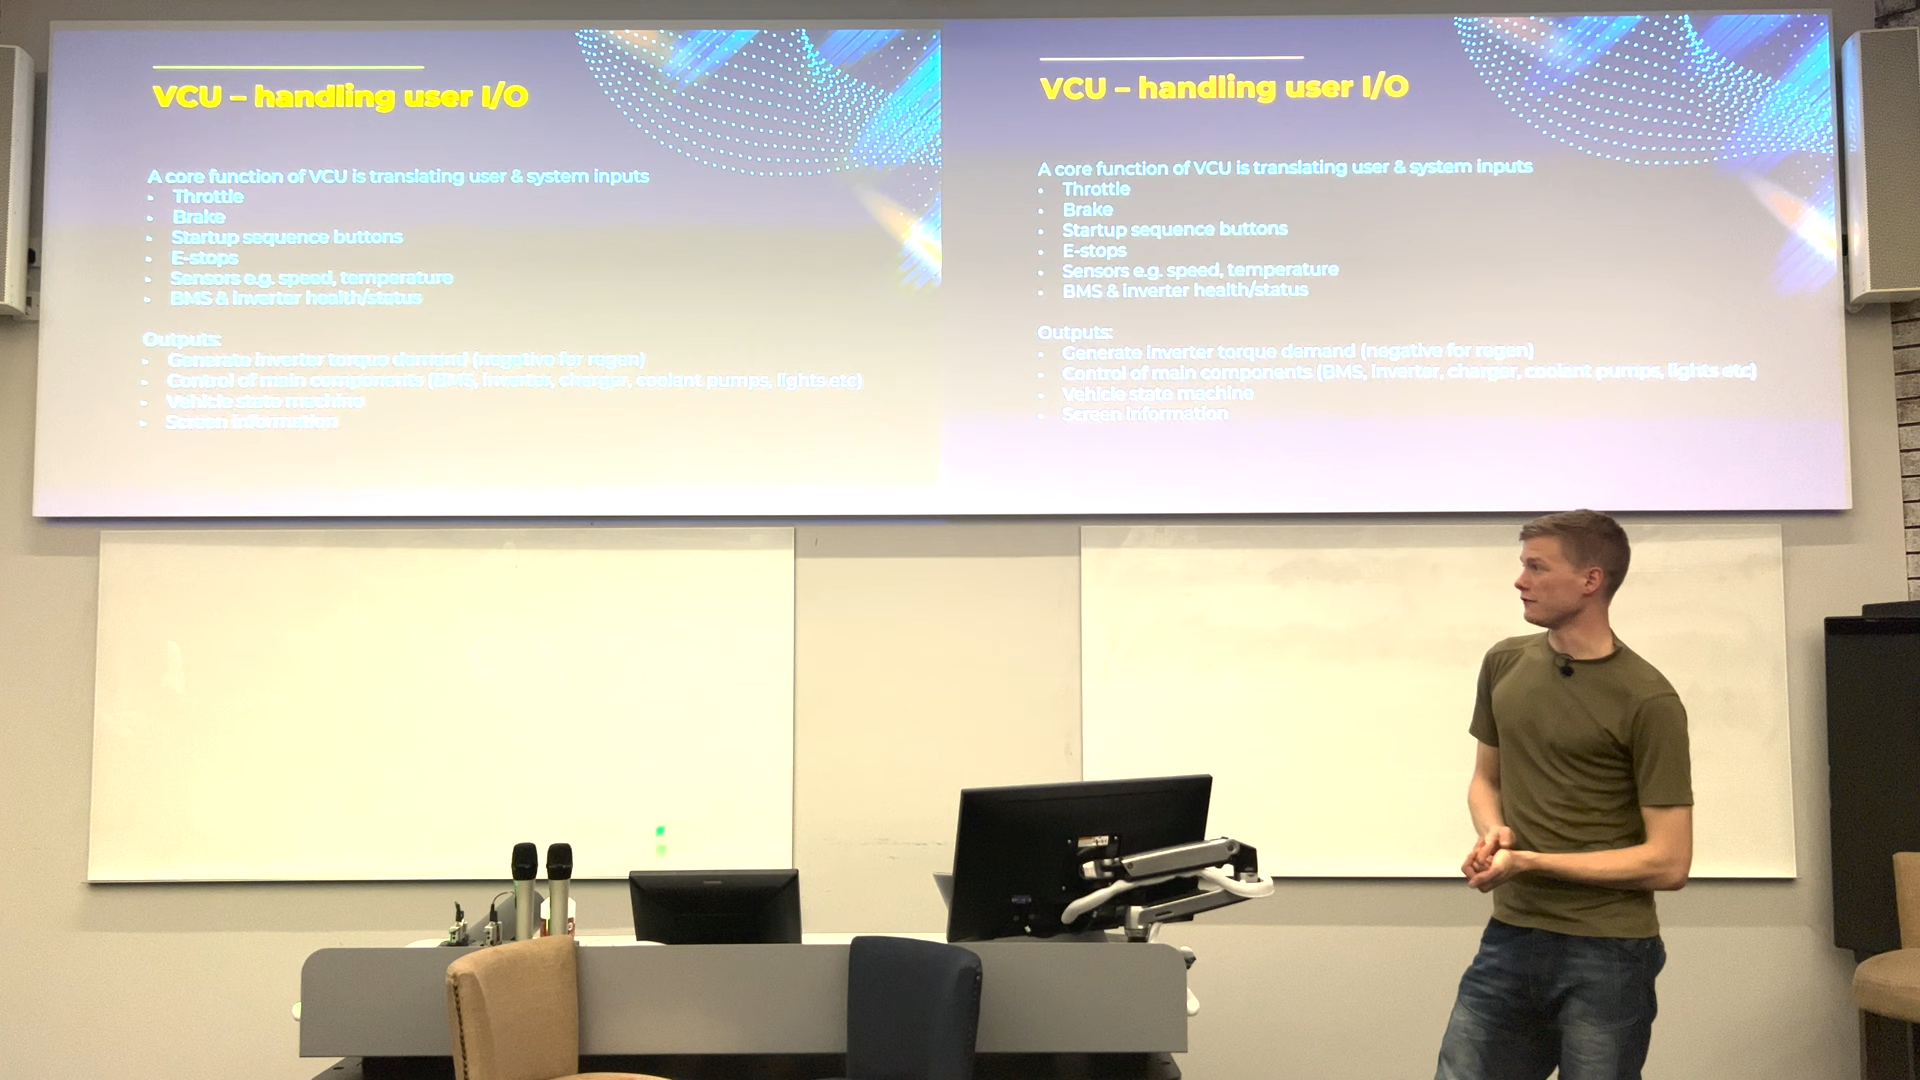 VCU – handling user I/O
A core function of VCU is translating user & system inputs
• Throttle
• Brake
• Startup sequence buttons
• E-stops
• Sensors e.g. speed, temperature
• BMS & inverter health/status
Outputs:
• Generate inverter torque demand (negative for regen)
• Control of main components (BMS, inverter, charger, coolant pumps, lights etc)
• Vehicle state machine
• Screen information
VCU – handling user I/O
A core function of VCU is translating user & system inputs
• Throttle
• Brake
• Startup sequence buttons
• E-stops
• Sensors e.g. speed, temperature
• BMS & inverter health/status
Outputs:
• Generate inverter torque demand (negative for regen)
• Control of main components (BMS, inverter, charger, coolant pumps, lights etc)
• Vehicle state machine
• Screen information